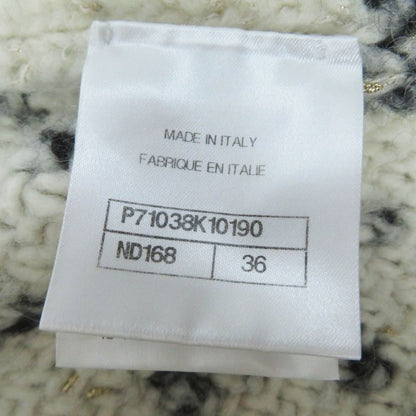 MADE IN ITALY
FABRIQUE EN ITALIE
P71038K10190
ND168 36